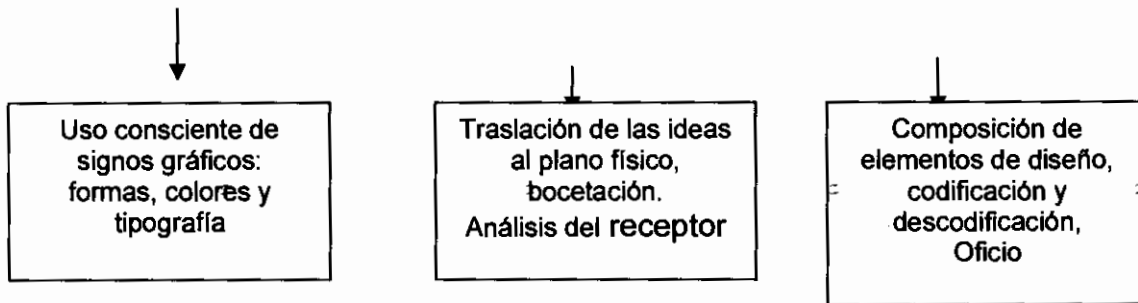 Uso consciente de
signos gráficos:
formas, colores y
tipografía
Traslación de las ideas
al plano físico,
bocetación.
Análisis del receptor
Composición de
elementos de diseño,
codificación y
descodificación,
Oficio